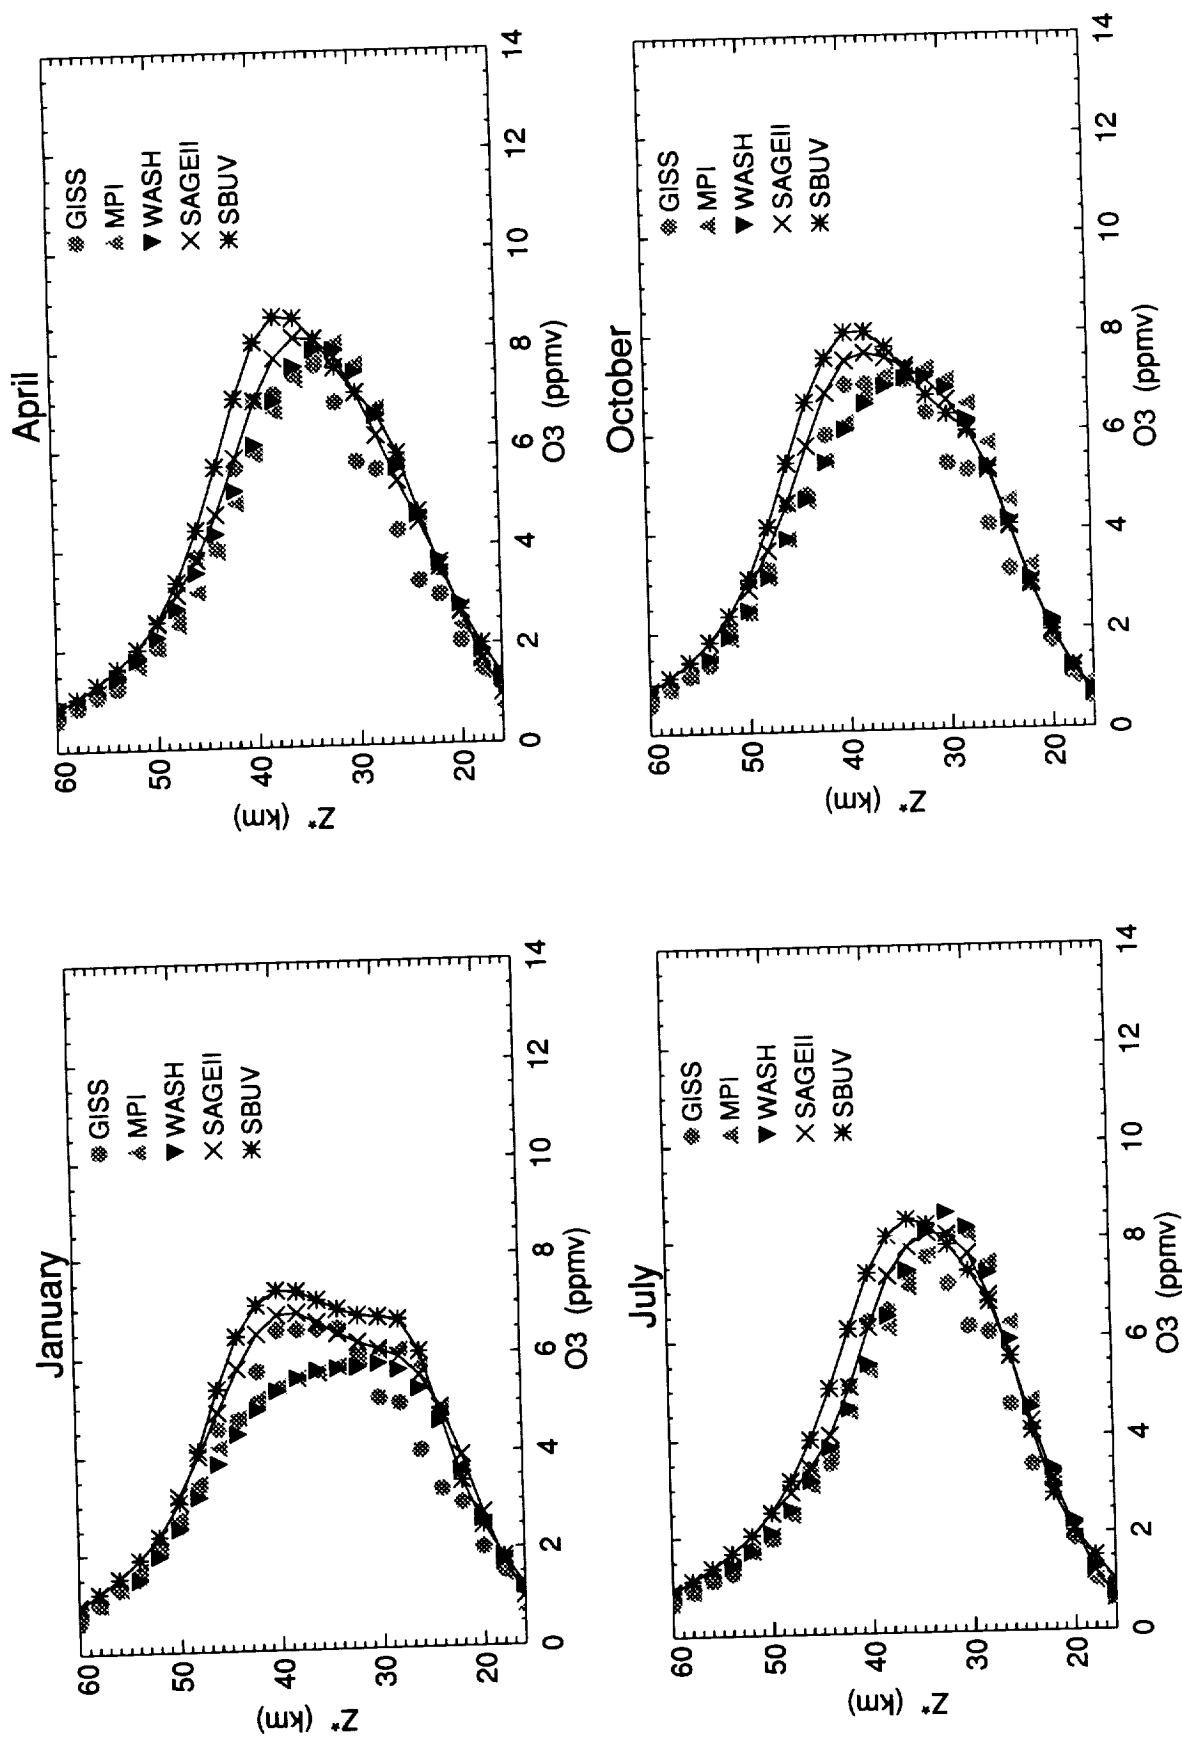 January
60
50
40
30
20
Z* (km)
GISS
MPI
WASH
SAGEII
SBUV
0 2 4 6 8 10 12 14
O3 (ppmv)
April
60
50
40
30
20
Z* (km)
GISS
MPI
WASH
SAGEII
SBUV
0 2 4 6 8 10 12 14
O3 (ppmv)
July
60
50
40
30
20
Z* (km)
GISS
MPI
WASH
SAGEII
SBUV
0 2 4 6 8 10 12 14
O3 (ppmv)
October
60
50
40
30
20
Z* (km)
GISS
MPI
WASH
SAGEII
SBUV
0 2 4 6 8 10 12 14
O3 (ppmv)